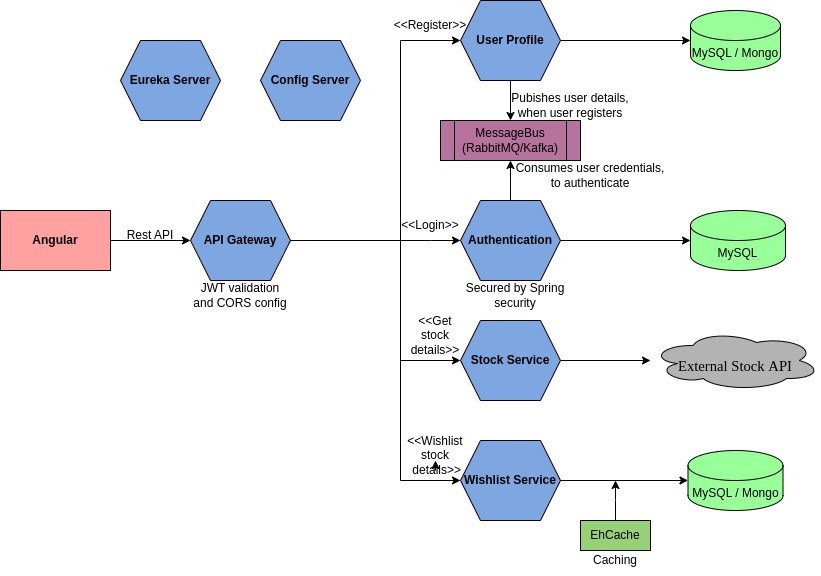 <<Register>>
User Profile
MySQL / Mongo
Eureka Server
Config Server
Pubishes user details,
when user registers
MessageBus
(RabbitMQ/Kafka)
Consumes user credentials,
to authenticate
Angular
Rest API
API Gateway
<<Login>>
Authentication
MySQL
JWT validation
and CORS config
Secured by Spring
security
<<Get
stock
details>>
Stock Service
External Stock API
<<Wishlist
stock
details>>
Wishlist Service
MySQL / Mongo
EhCache
Caching